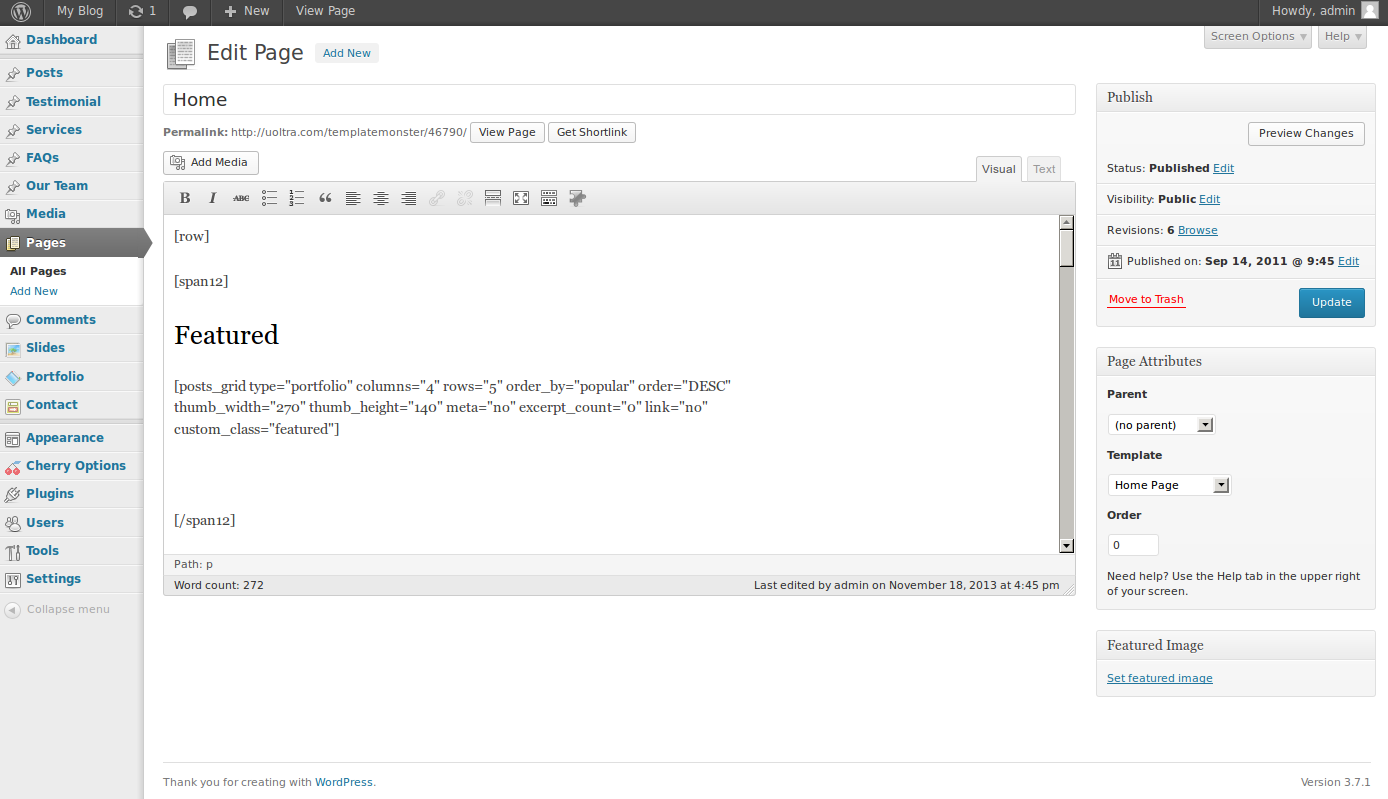 My Blog
1
New
View Page
Howdy, admin
Dashboard
Posts
Testimonial
Services
FAQs
Our Team
Media
Pages
All Pages
Add New
Comments
Slides
Portfolio
Contact
Appearance
Cherry Options
Plugins
Users
Tools
Settings
Collapse menu
Screen Options
Help
Edit Page
Add New
Home
Permalink: http://uoltra.com/templatemonster/46790/
View Page
Get Shortlink
Add Media
Visual
Text
B
I
ABC
[row]
[span12]
Featured
[posts_grid type="portfolio" columns="4" rows="5" order_by="popular" order="DESC"
thumb_width="270" thumb_height="140" meta="no" excerpt_count="0" link="no"
custom_class="featured"]
[/span12]
Path: p
Word count: 272
Last edited by admin on November 18, 2013 at 4:45 pm
Publish
Preview Changes
Status: Published Edit
Visibility: Public Edit
Revisions: 6 Browse
11
Published on: Sep 14, 2011 @ 9:45 Edit
Move to Trash
Update
Page Attributes
Parent
(no parent)
Template
Home Page
Order
0
Need help? Use the Help tab in the upper right
of your screen.
Featured Image
Set featured image
Thank you for creating with WordPress.
Version 3.7.1